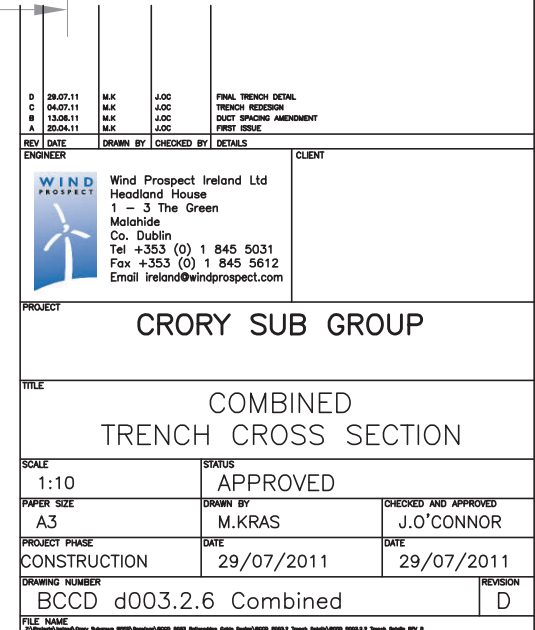 D 29.07.11 M.K J.OC FINAL TRENCH DETAIL
C 04.07.11 M.K J.OC TRENCH REDESIGN
B 13.06.11 M.K J.OC DUCT SPACING AMENDMENT
A 20.04.11 M.K J.OC FIRST ISSUE
REV DATE DRAWN BY CHECKED BY DETAILS
ENGINEER
WIND
PROSPECT
Wind Prospect Ireland Ltd
Headland House
1 - 3 The Green
Malahide
Co. Dublin
Tel +353 (0) 1 845 5031
Fax +353 (0) 1 845 5612
Email ireland@windprospect.com
CLIENT
PROJECT
CRORY SUB GROUP
TITLE
COMBINED
TRENCH CROSS SECTION
SCALE
1:10
STATUS
APPROVED
PAPER SIZE
A3
DRAWN BY
M.KRAS
CHECKED AND APPROVED
J.O'CONNOR
PROJECT PHASE
CONSTRUCTION
DATE
29/07/2011
DATE
29/07/2011
DRAWING NUMBER
BCCD d003.2.6 Combined
REVISION
D
FILE NAME